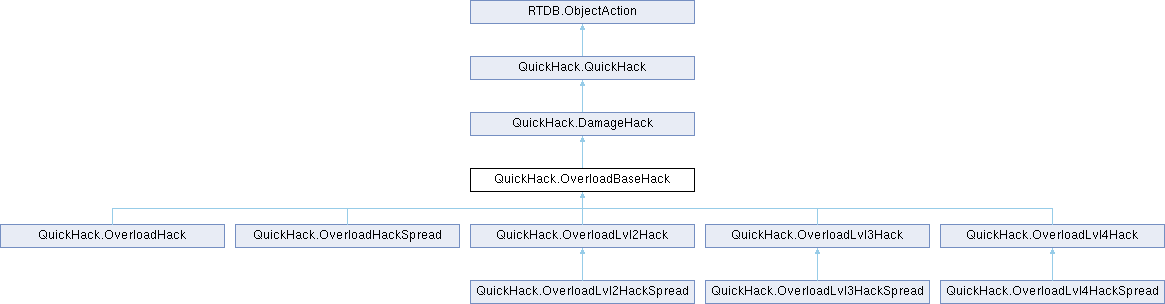 RTDB.ObjectAction
QuickHack.QuickHack
QuickHack.DamageHack
QuickHack.OverloadBaseHack
QuickHack.OverloadHack
QuickHack.OverloadHackSpread
QuickHack.OverloadLvl2Hack
QuickHack.OverloadLvl3Hack
QuickHack.OverloadLvl4Hack
QuickHack.OverloadLvl2HackSpread
QuickHack.OverloadLvl3HackSpread
QuickHack.OverloadLvl4HackSpread